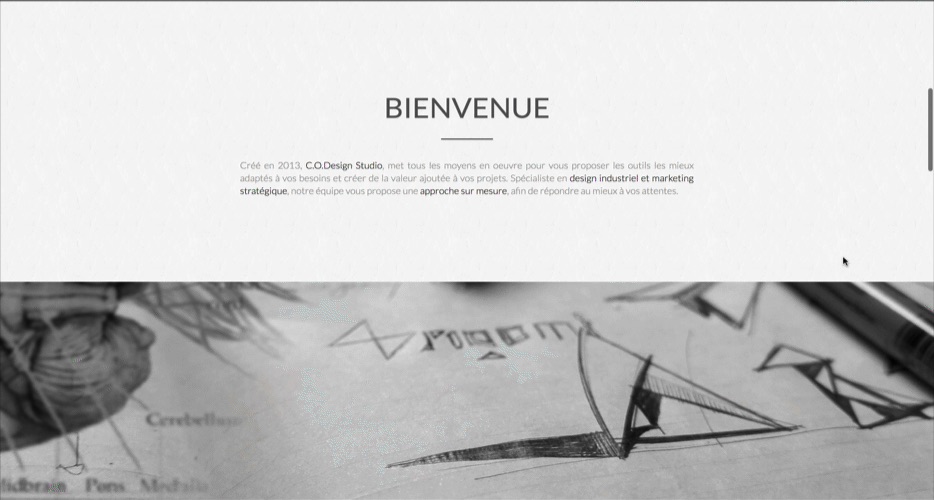 BIENVENUE
Créé en 2013, C.O.Design Studio, met tous les moyens en oeuvre pour vous proposer les outils les mieux
adaptés à vos besoins et créer de la valeur ajoutée à vos projets. Spécialiste en design industriel et marketing
stratégique, notre équipe vous propose une approche sur mesure, afin de répondre au mieux à vos attentes.
Cerebellum
Midbrain Pons Medulla